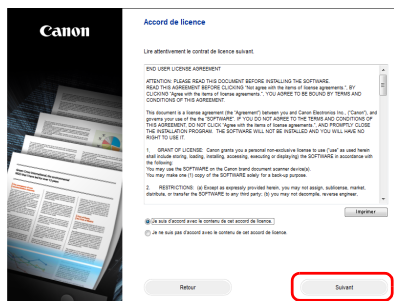 Canon
Accord de licence
Lire attentivement le contrat de licence suivant.
END USER LICENSE AGREEMENT
ATTENTION: PLEASE READ THIS DOCUMENT BEFORE INSTALLING THE SOFTWARE.
READ THIS AGREEMENT BEFORE CLICKING "Not agree with the items of license agreements.". BY
CLICKING "Agree with the items of license agreements.", YOU AGREE TO BE BOUND BY TERMS AND
CONDITIONS OF THIS AGREEMENT.
This document is a license agreement (the "Agreement") between you and Canon Electronics Inc., ("Canon"), and
governs your use of the the "SOFTWARE". IF YOU DO NOT AGREE TO THE TERMS AND CONDITIONS OF
THIS AGREEMENT, DO NOT CLICK "Agree with the items of license agreements.", AND PROMPTLY CLOSE
THE INSTALLATION PROGRAM. THE SOFTWARE WILL NOT BE INSTALLED AND YOU WILL HAVE NO
RIGHT TO USE IT.
1. GRANT OF LICENSE: Canon grants you a personal non-exclusive license to use ("use" as used herein
shall include storing, loading, installing, accessing, executing or displaying) the SOFTWARE in accordance with
the following:
You may use the SOFTWARE on the Canon brand document scanner device(s).
You may make one (1) copy of the SOFTWARE solely for a back-up purpose.
2. RESTRICTIONS: (a) Except as expressly provided herein, you may not assign, sublicense, market,
distribute, or transfer the SOFTWARE to any third party; (b) you may not decompile, reverse engineer,
Imprimer
Je suis d'accord avec le contenu de cet accord de licence.
Je ne suis pas d'accord avec le contenu de cet accord de licence.
Retour
Suivant